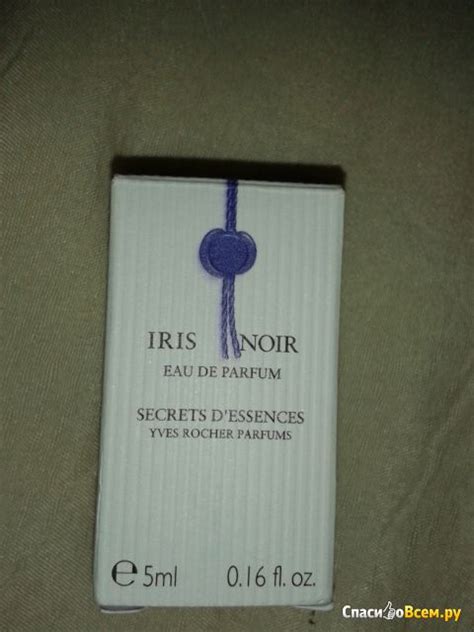 IRIS NOIR
EAU DE PARFUM
SECRETS D'ESSENCES
YVES ROCHER PARFUMS
℮ 5ml 0.16 fl. oz.
СпасибоВсем.ру